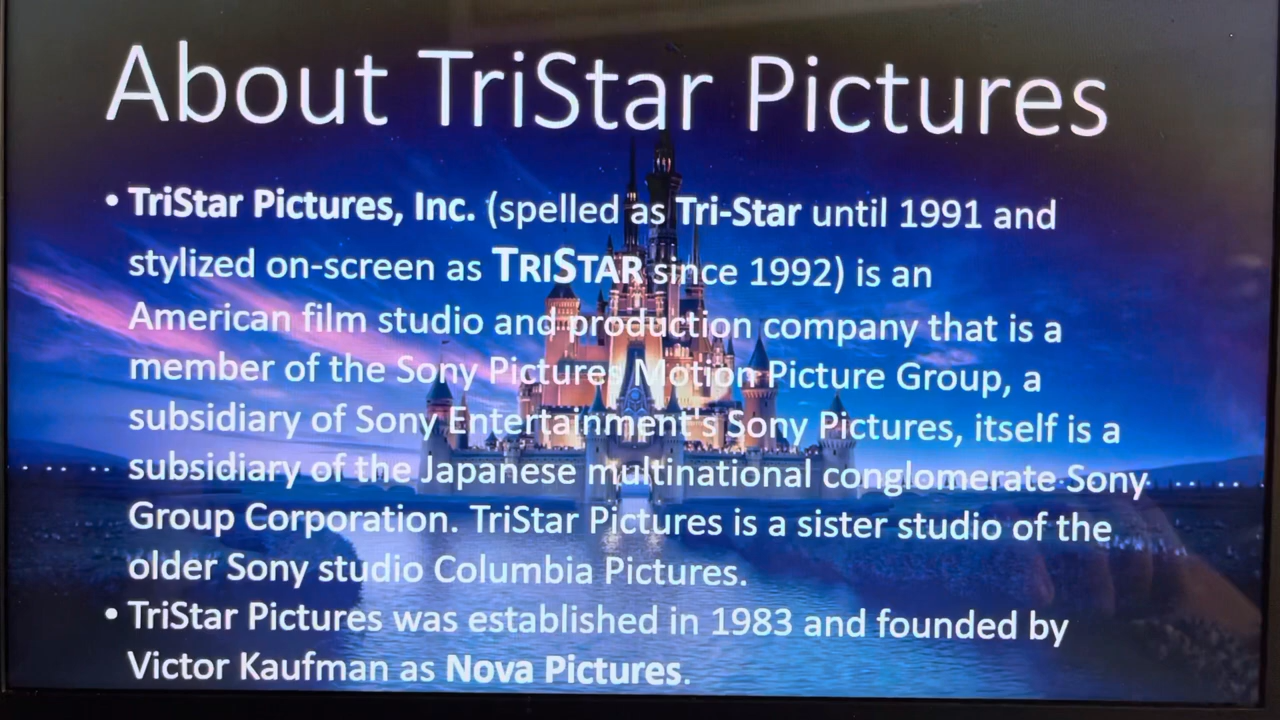 About TriStar Pictures
• TriStar Pictures, Inc. (spelled as Tri-Star until 1991 and
stylized on-screen as TRISTAR since 1992) is an
American film studio and production company that is a
member of the Sony Pictures Motion Picture Group, a
subsidiary of Sony Entertainment's Sony Pictures, itself is a
subsidiary of the Japanese multinational conglomerate Sony
Group Corporation. TriStar Pictures is a sister studio of the
older Sony studio Columbia Pictures.
• TriStar Pictures was established in 1983 and founded by
Victor Kaufman as Nova Pictures.